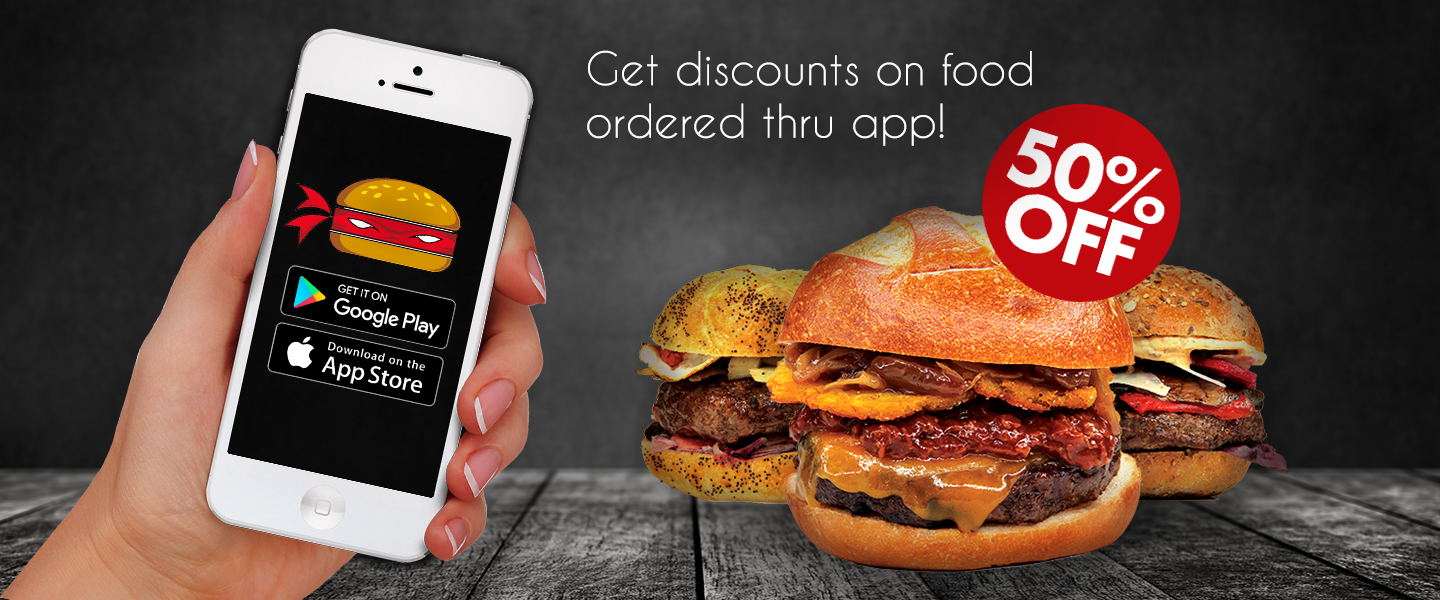 Get discounts on food
ordered thru app!
50%
OFF
GET IT ON
Google Play
Download on the
App Store